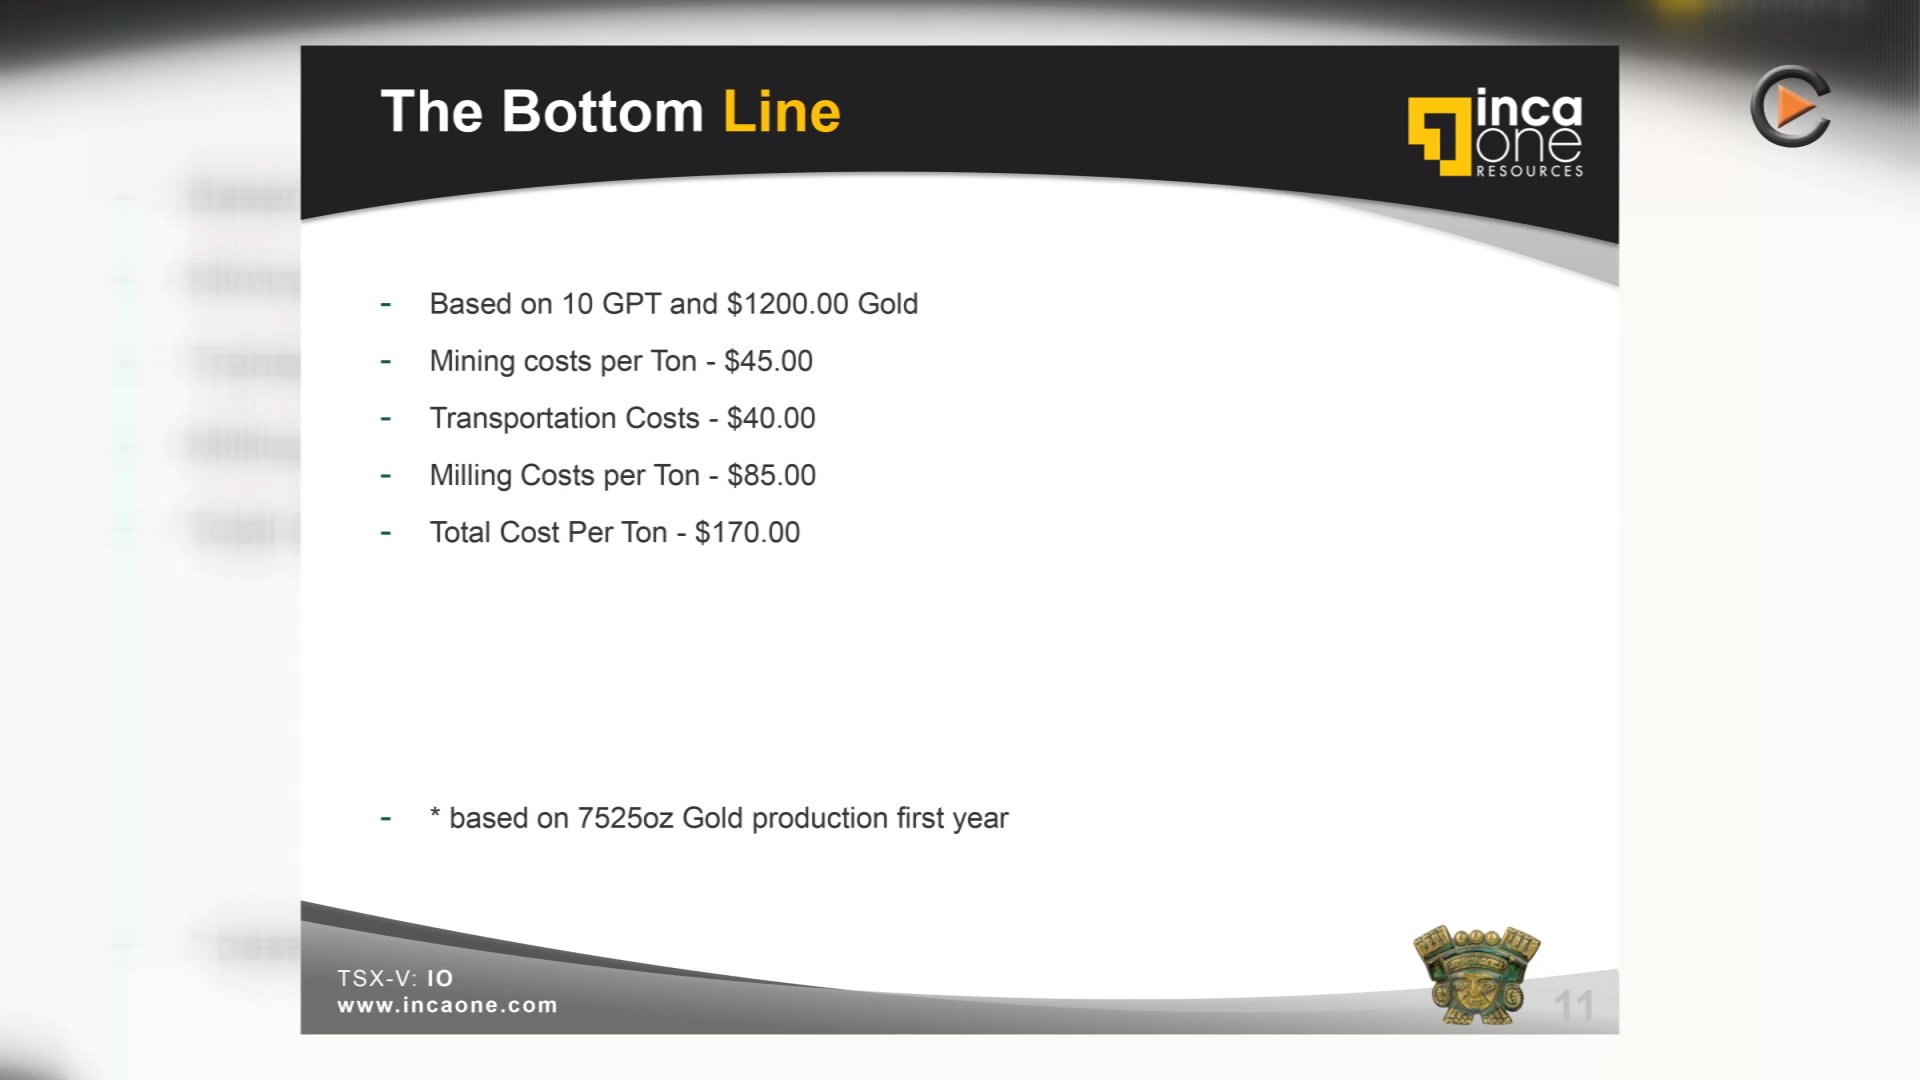 The Bottom Line
inca
one
RESOURCES
- Based on 10 GPT and $1200.00 Gold
- Mining costs per Ton - $45.00
- Transportation Costs - $40.00
- Milling Costs per Ton - $85.00
- Total Cost Per Ton - $170.00
- * based on 7525oz Gold production first year
TSX-V: IO
www.incaone.com
11